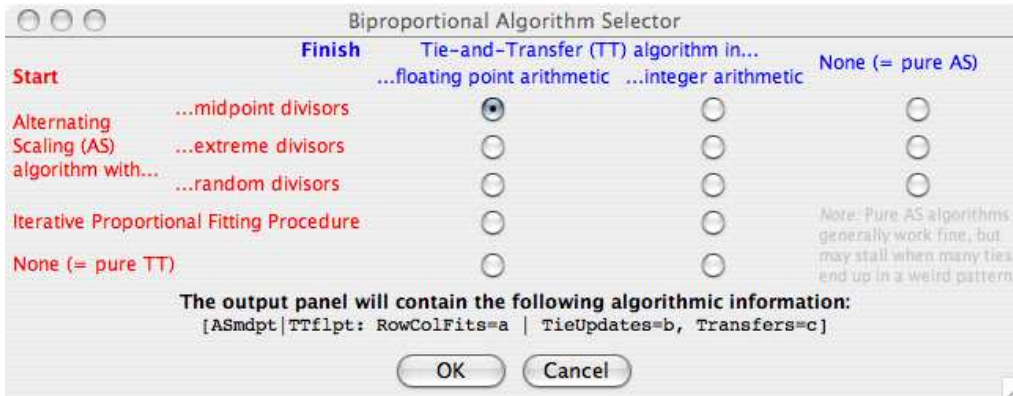 Biproportional Algorithm Selector
Finish Tie-and-Transfer (TT) algorithm in... None (= pure AS)
Start ...floating point arithmetic ...integer arithmetic
Alternating Scaling (AS) algorithm with...
...midpoint divisors
...extreme divisors
...random divisors
Iterative Proportional Fitting Procedure
None (= pure TT)
Note: Pure AS algorithms
generally work fine, but
may stall when many ties
end up in a weird pattern
The output panel will contain the following algorithmic information:
[ASmdpt|TTflpt: RowColFits=a | TieUpdates=b, Transfers=c]
OK Cancel